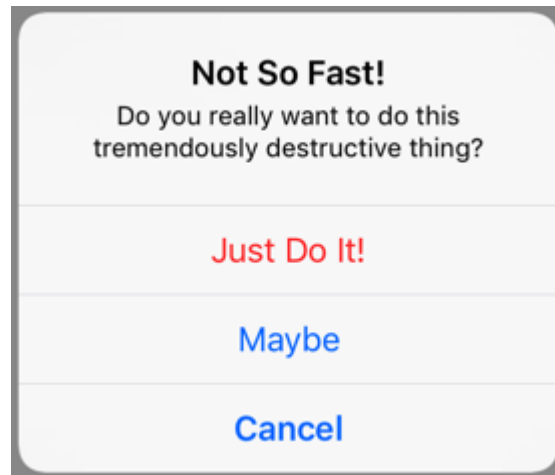 Not So Fast!
Do you really want to do this
tremendously destructive thing?
Just Do It!
Maybe
Cancel